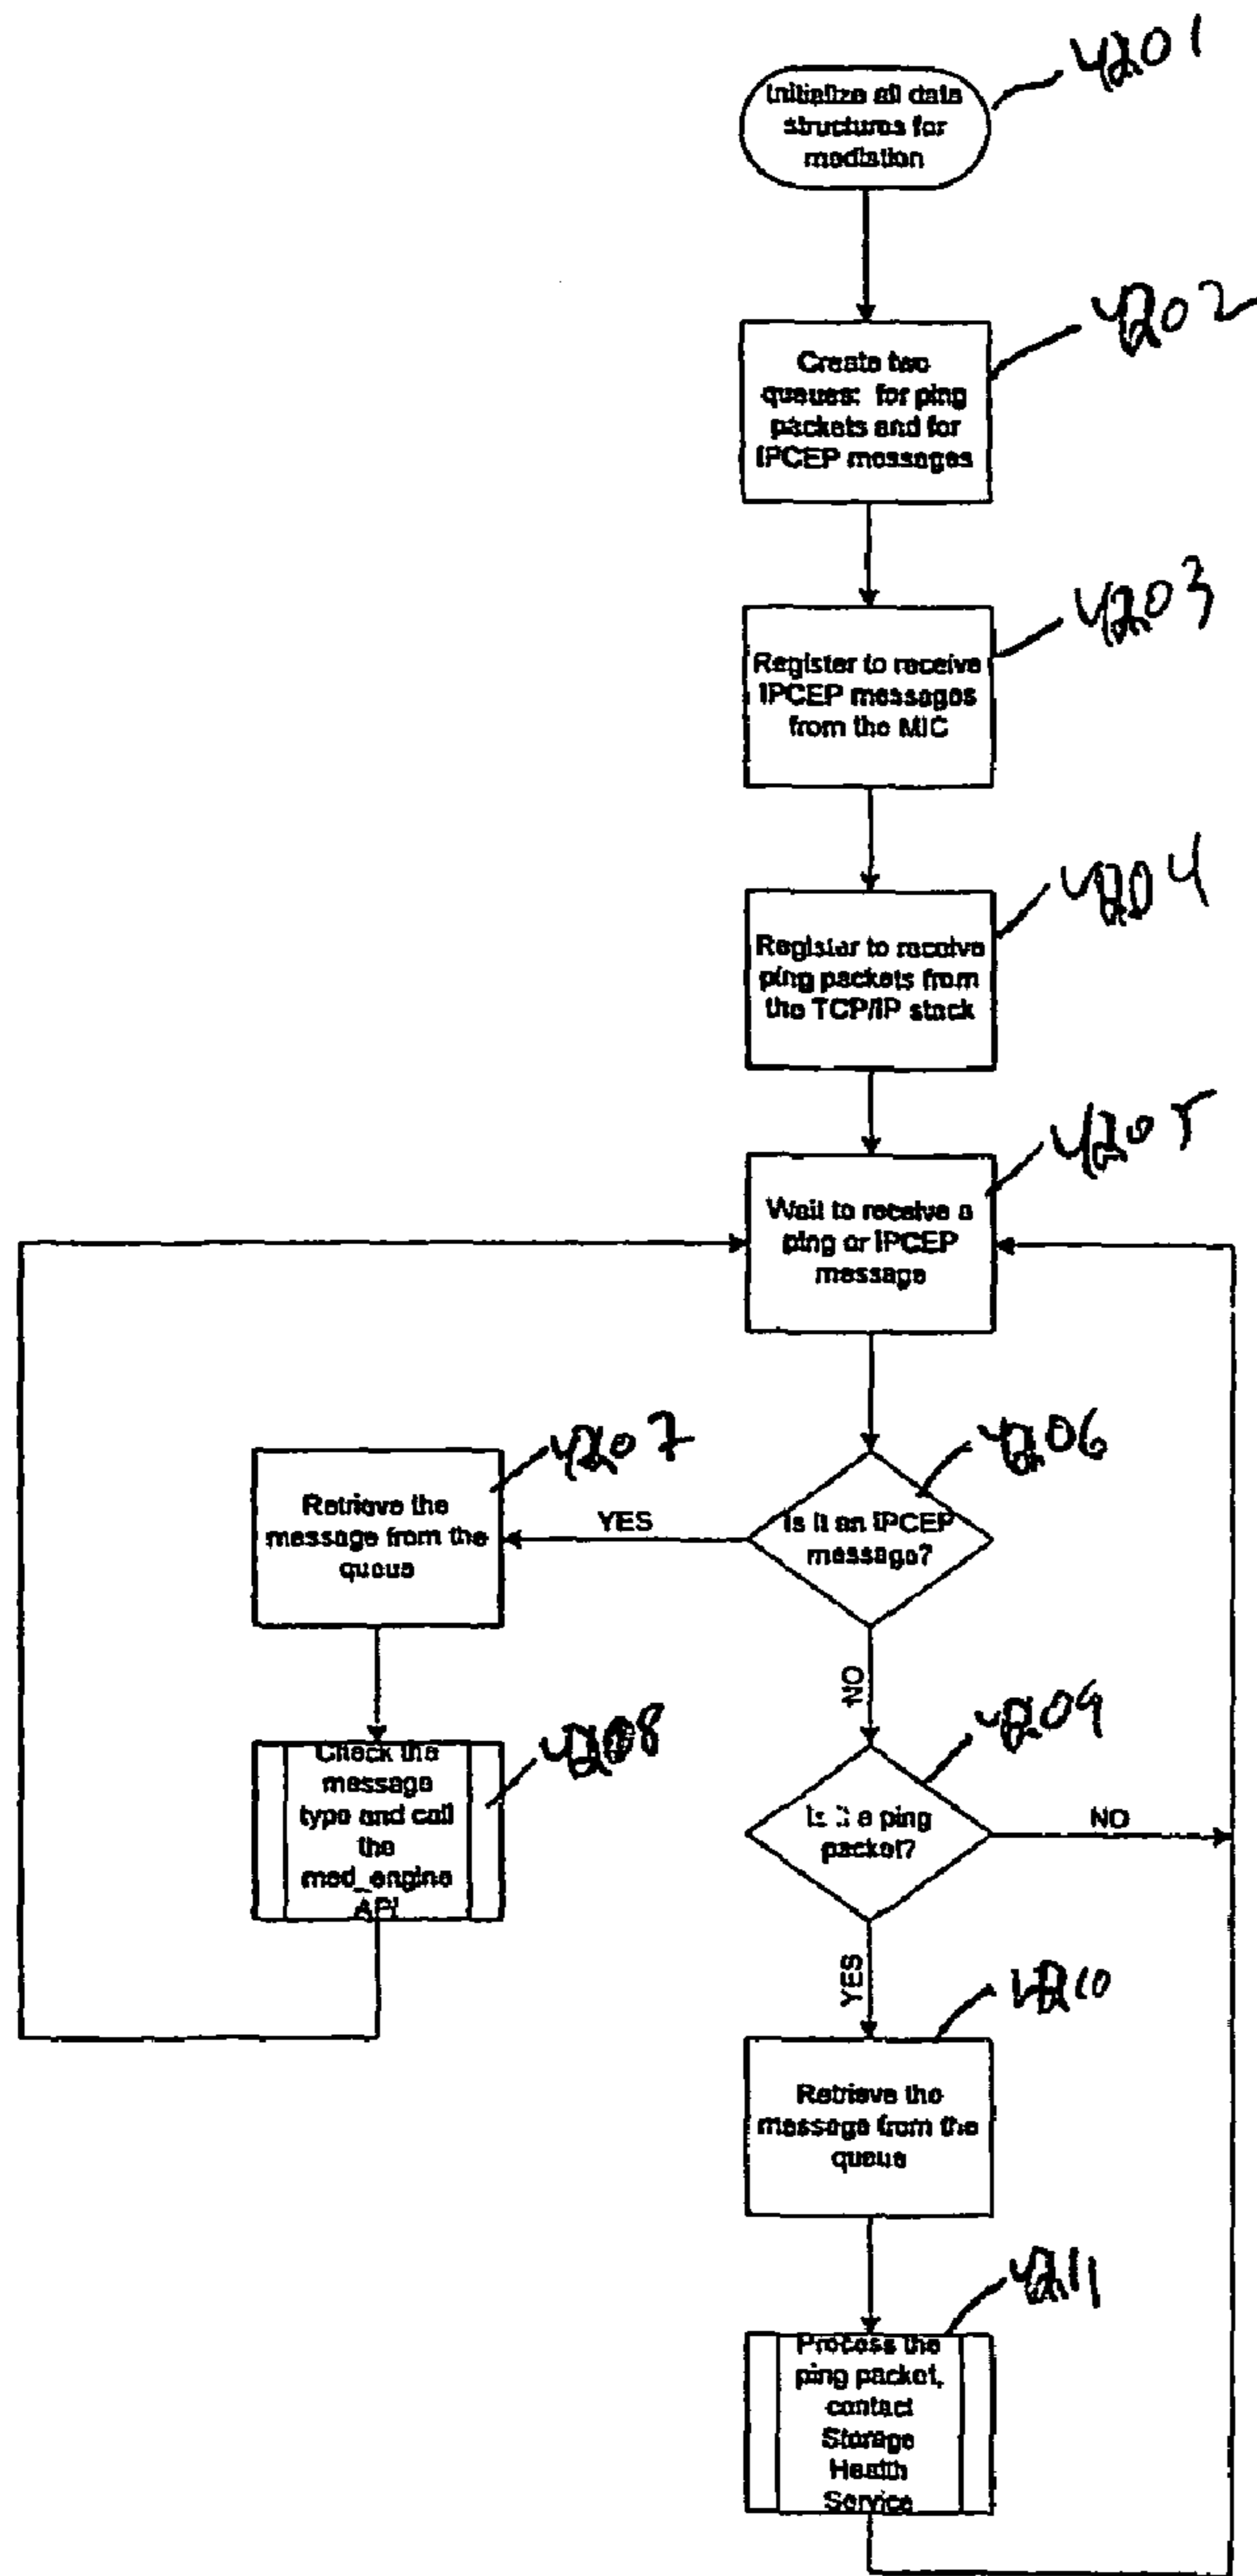 4201
Initialize all data
structures for
mediation
4202
Create two
queues: for ping
packets and for
IPCEP messages
4203
Register to receive
IPCEP messages
from the MIC
4204
Register to receive
ping packets from
the TCP/IP stack
4205
Wait to receive a
ping or IPCEP
message
4206
Is it an IPCEP
message?
YES
4207
Retrieve the
message from the
queue
NO
4208
Check the
message
type and call
the
med_engine
API
4209
Is it a ping
packet?
NO
YES
4210
Retrieve the
message from the
queue
4211
Process the
ping packet,
contact
Storage
Health
Service